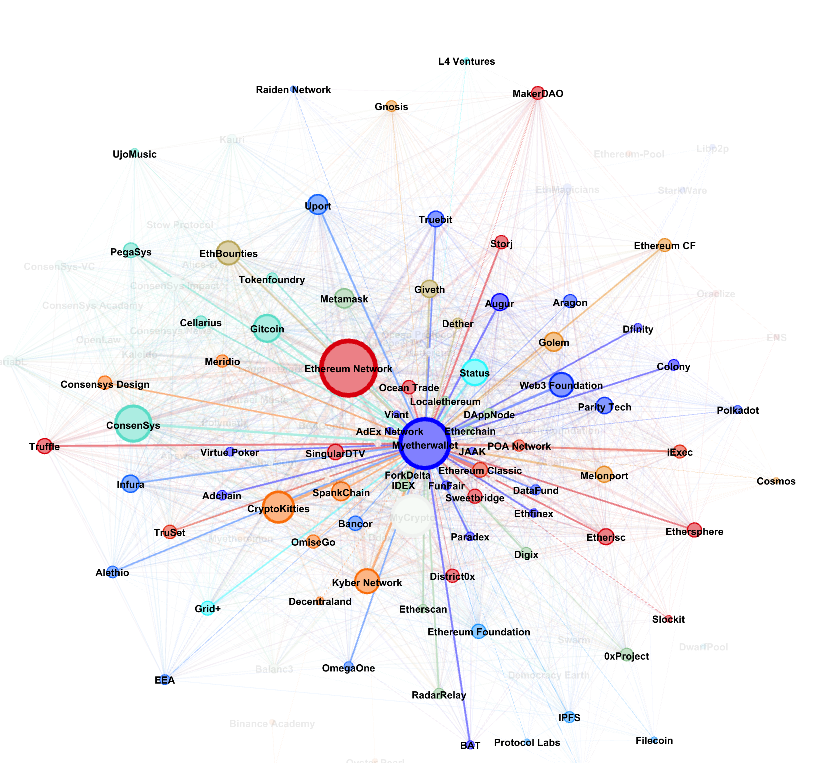 L4 Ventures
Raiden Network
MakerDAO
Gnosis
Kauri
UjoMusic
Ethereum-Pool
Libp2p
EthMagicians
StarkWare
Uport
Truebit
Stow Protocol
Storj
Ethereum CF
PegaSys
EthBounties
ConsenSys-VC
Tokenfoundry
ConsenSys Impact
Giveth
Metamask
Oraclize
Augur
Aragon
ConsenSys Academy
Cellarius
Gitcoin
Dether
Dfinity
OpenLaw
ENS
Golem
Kaleido
Meridio
Ethereum Network
Colony
Status
Consensys Design
Ocean Trade
Web3 Foundation
Localethereum
Parity Tech
Polkadot
Viant
DAppNode
ConsenSys
AdEx Network
Etherchain
Truffle
Myetherwallet
POA Network
Virtue Poker
SingularDTV
JAAK
IExec
Ethereum Classic
ForkDelta
Melonport
Cosmos
Infura
IDEX
FunFair
Adchain
SpankChain
Sweetbridge
DataFund
CryptoKitties
Ethfinex
MyCrypto
Bancor
TruSet
Ethersphere
Paradex
Etherisc
OmiseGo
Digix
Alethio
District0x
Kyber Network
Decentraland
Grid+
Etherscan
Slockit
Ethereum Foundation
Swarm
DwarfPool
0xProject
Balanc3
OmegaOne
Democracy Earth
EEA
RadarRelay
IPFS
Binance Academy
BAT
Protocol Labs
Filecoin